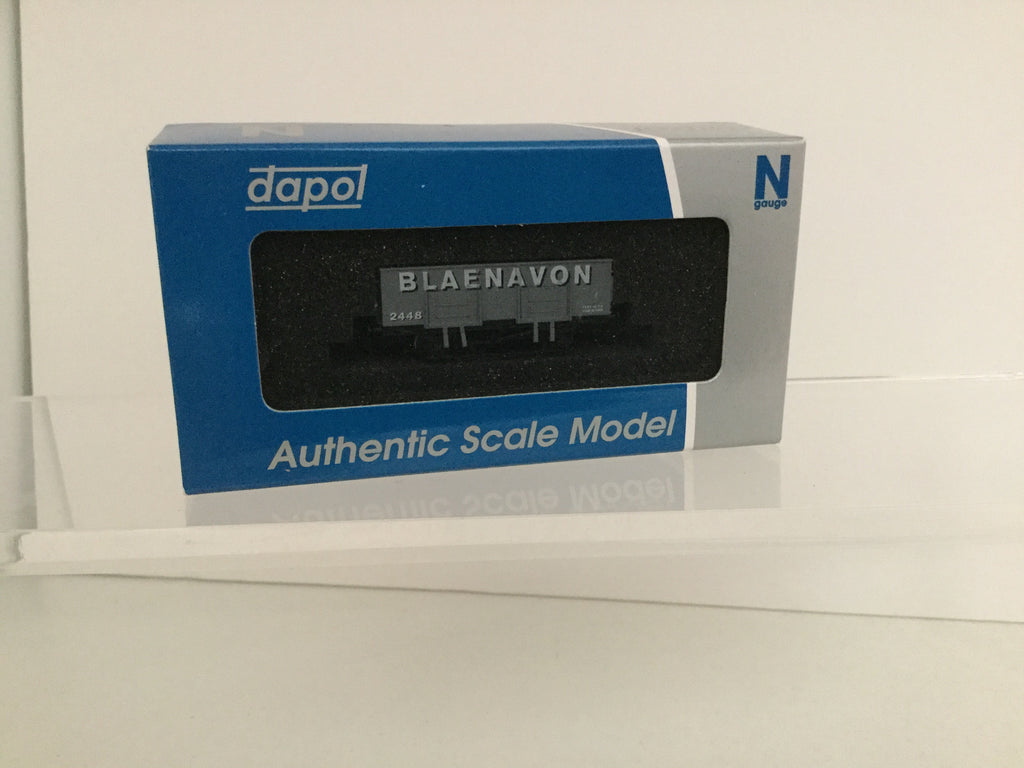 dapol
N
gauge
BLAENAVON
2448
Authentic Scale Model